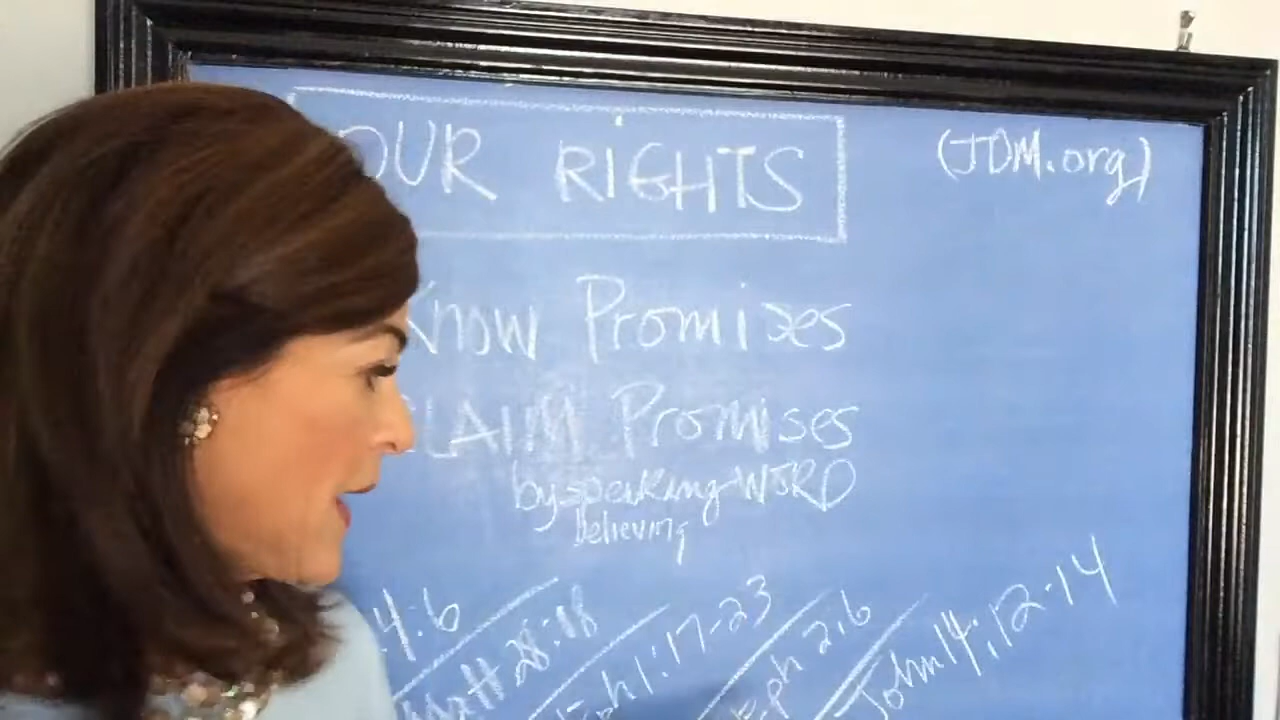 OUR RIGHTS
(JDM.org)
Know Promises
CLAIM Promises
by speaking WORD
believing
4:6
Matt 28:18
Eph 1:17-23
Eph 2:6
John 14:12-14